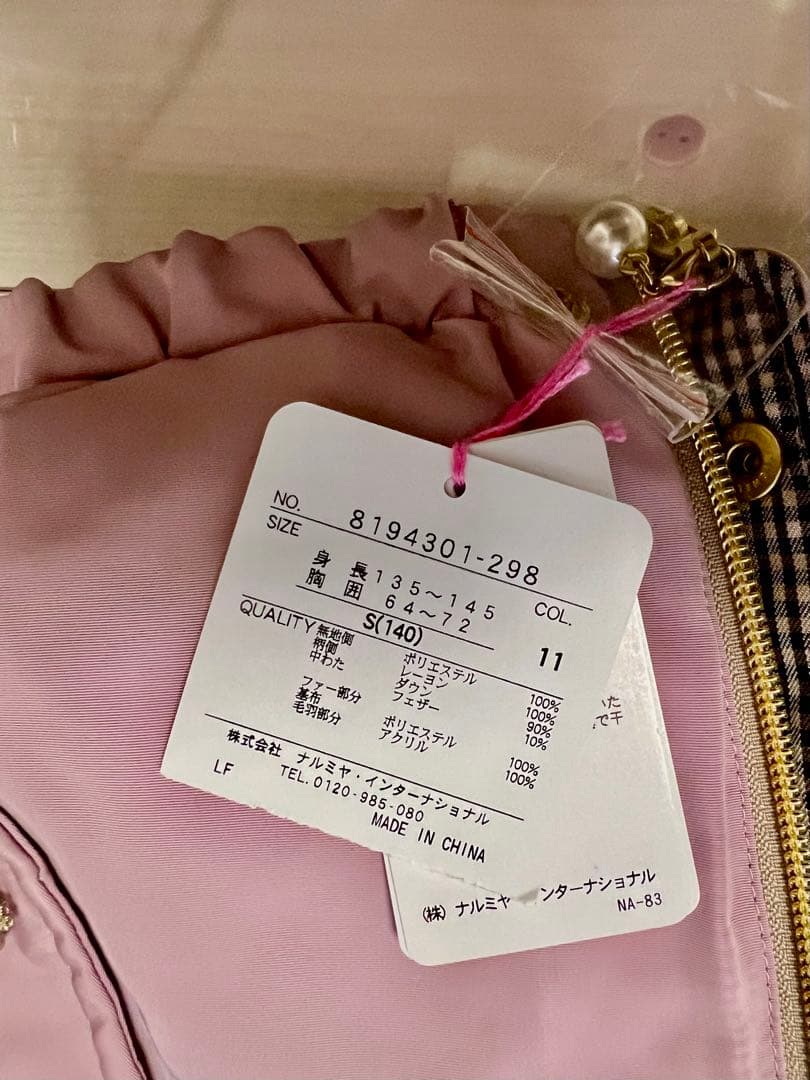 NO. 8194301-298
SIZE
身長 135～145
胸囲 64～72
S(140)
COL. 11
QUALITY 無地側 ポリエステル 100%
柄側 レーヨン 100%
中わた ダウン 90%
フェザー 10%
ファー部分
基布 ポリエステル 100%
毛羽部分 アクリル 100%
株式会社 ナルミヤ・インターナショナル
LF TEL.0120-985-080
MADE IN CHINA
いた
で干
(株) ナルミヤ ンターナショナル
NA-83